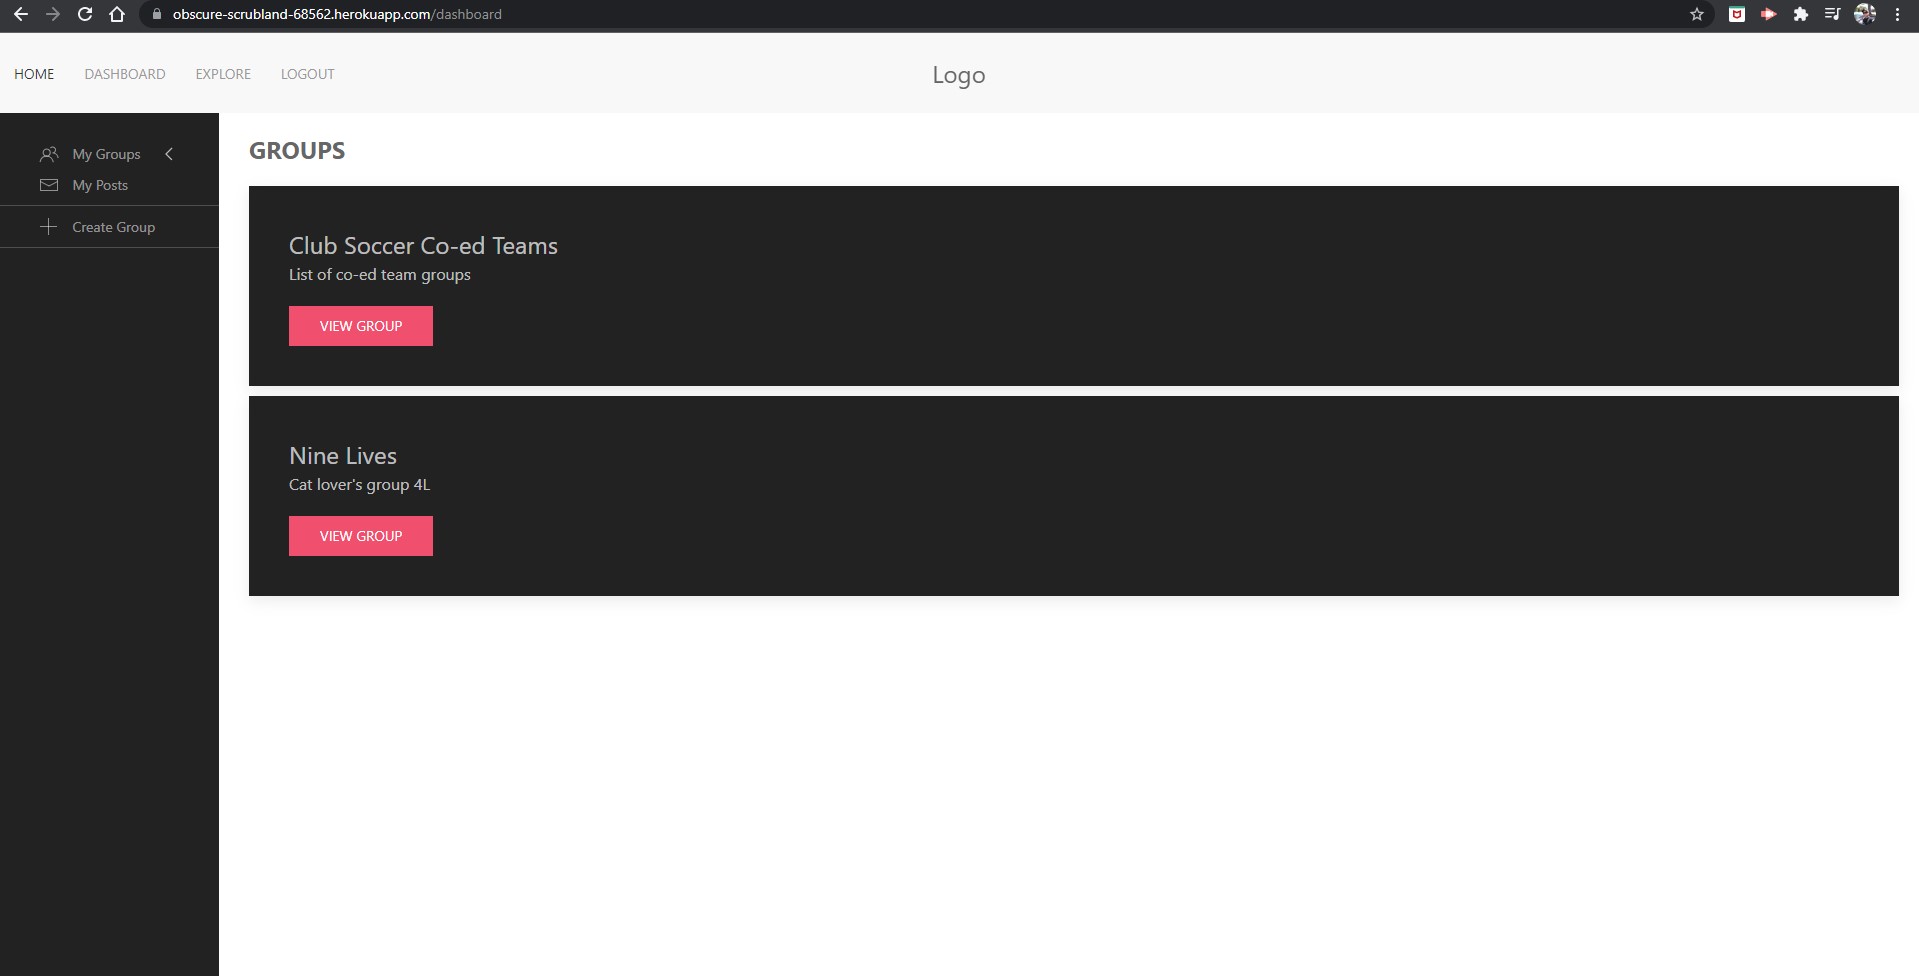 obscure-scrubland-68562.herokuapp.com/dashboard
HOME DASHBOARD EXPLORE LOGOUT Logo
My Groups
My Posts
Create Group
GROUPS
Club Soccer Co-ed Teams
List of co-ed team groups
VIEW GROUP
Nine Lives
Cat lover's group 4L
VIEW GROUP